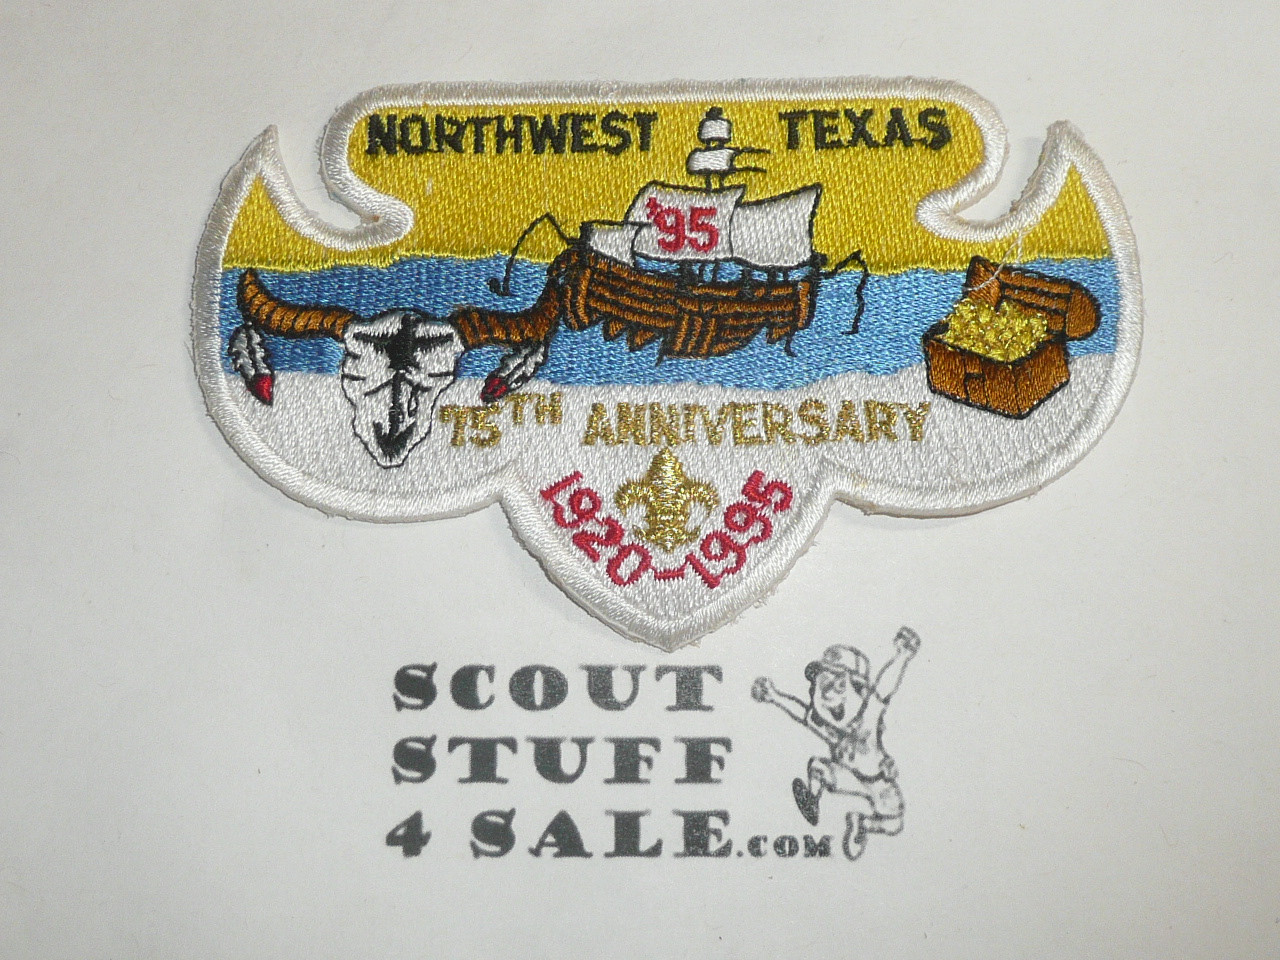 NORTHWEST TEXAS
'95
75TH ANNIVERSARY
1920-1995
SCOUT
STUFF
4 SALE.COM